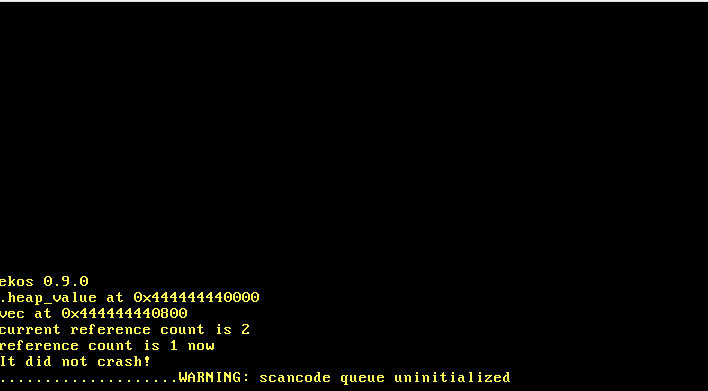 ekos 0.9.0
.heap_value at 0x444444440000
vec at 0x444444440800
current reference count is 2
reference count is 1 now
It did not crash!
....................WARNING: scancode queue uninitialized